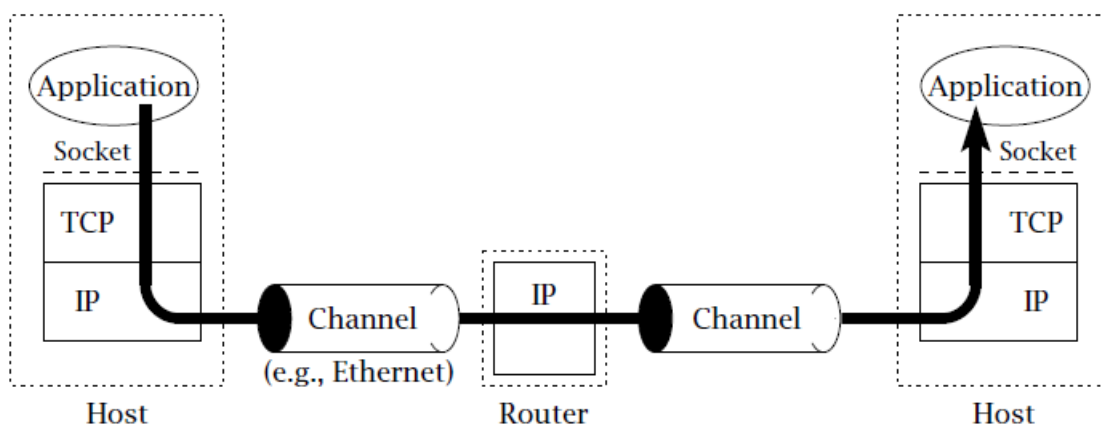 Application
Socket
TCP
IP
Host
Channel
(e.g., Ethernet)
IP
Router
Channel
Application
Socket
TCP
IP
Host